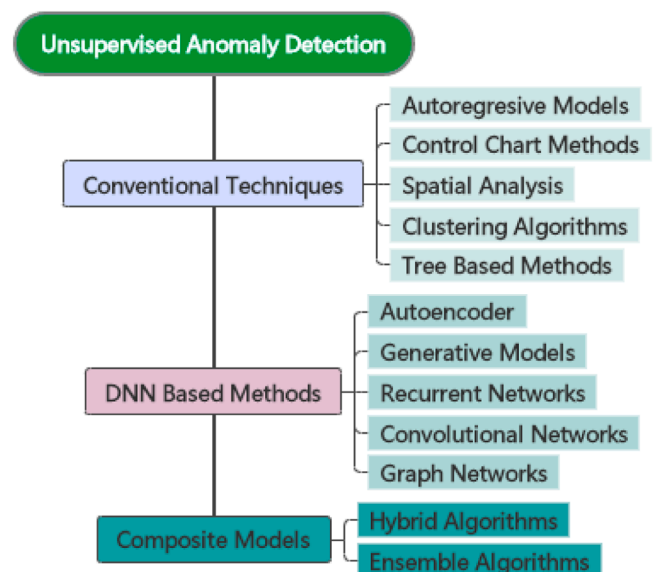 Unsupervised Anomaly Detection
Conventional Techniques
Autoregresive Models
Control Chart Methods
Spatial Analysis
Clustering Algorithms
Tree Based Methods
DNN Based Methods
Autoencoder
Generative Models
Recurrent Networks
Convolutional Networks
Graph Networks
Composite Models
Hybrid Algorithms
Ensemble Algorithms